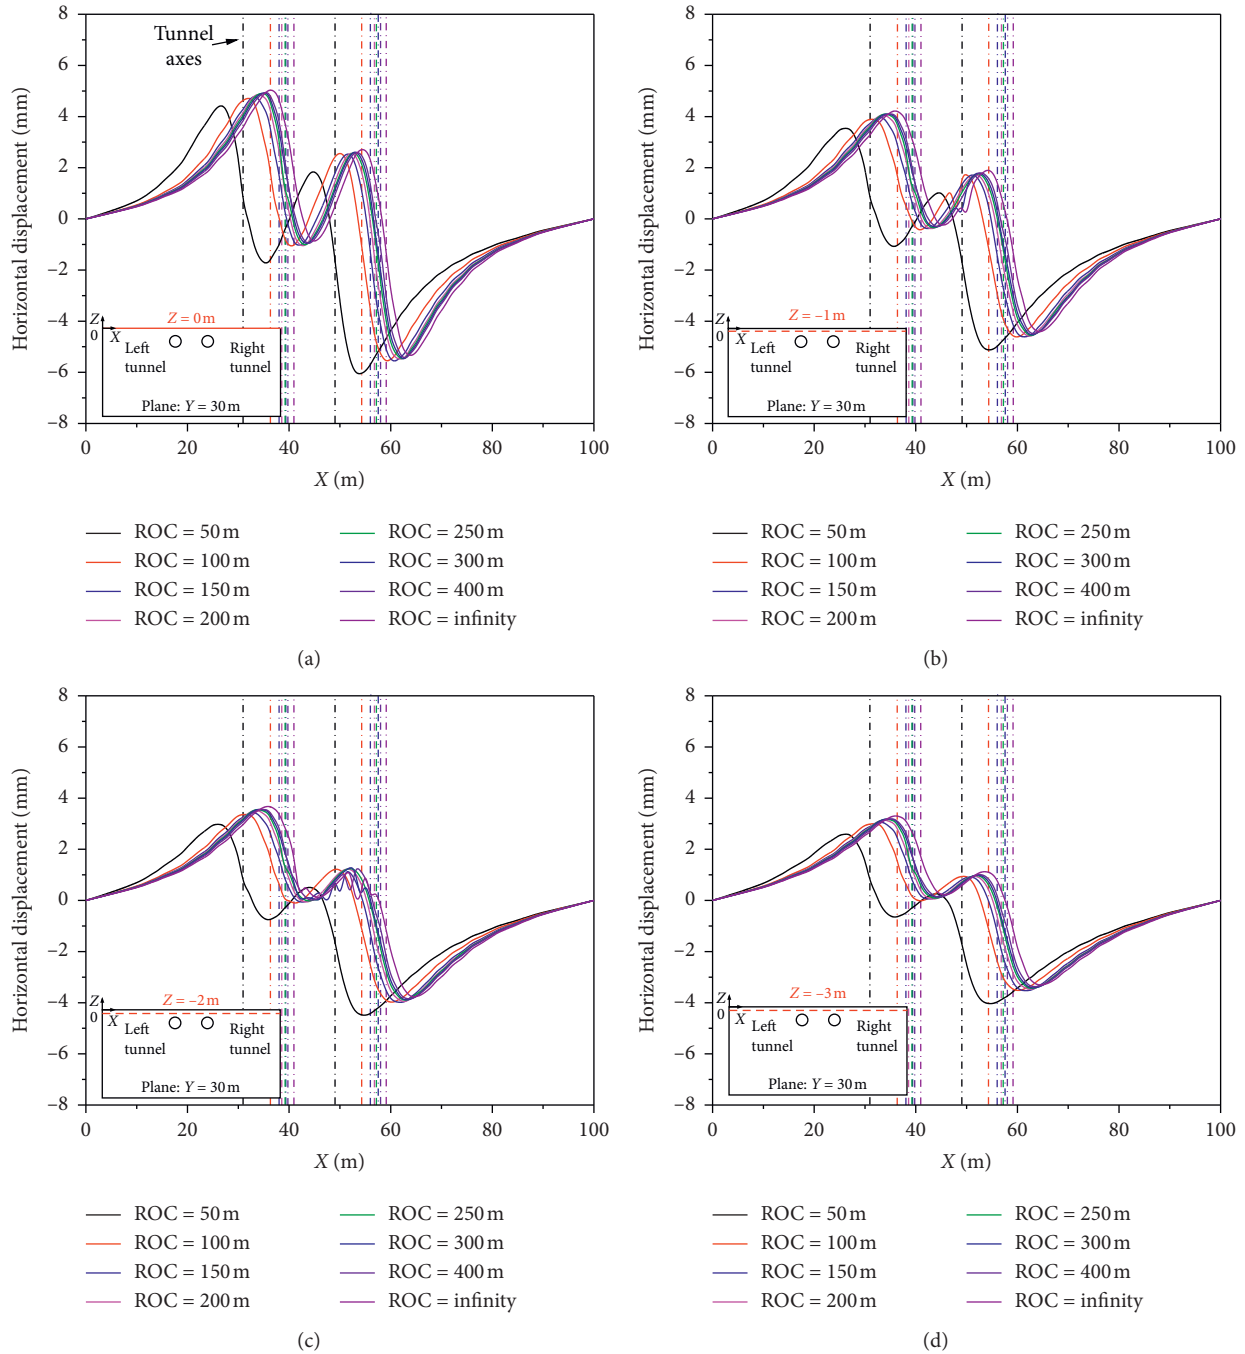 8
6
4
2
0
−2
−4
−6
−8
Horizontal displacement (mm)
Tunnel
axes
Z
0
X
Z = 0 m
Left
tunnel
Right
tunnel
Plane: Y = 30 m
0
20
40
60
80
100
X (m)
ROC = 50 m
ROC = 100 m
ROC = 150 m
ROC = 200 m
ROC = 250 m
ROC = 300 m
ROC = 400 m
ROC = infinity
(a)
8
6
4
2
0
−2
−4
−6
−8
Horizontal displacement (mm)
Z
0
X
Z = −1 m
Left
tunnel
Right
tunnel
Plane: Y = 30 m
0
20
40
60
80
100
X (m)
ROC = 50 m
ROC = 100 m
ROC = 150 m
ROC = 200 m
ROC = 250 m
ROC = 300 m
ROC = 400 m
ROC = infinity
(b)
8
6
4
2
0
−2
−4
−6
−8
Horizontal displacement (mm)
Z
0
X
Z = −2 m
Left
tunnel
Right
tunnel
Plane: Y = 30 m
0
20
40
60
80
100
X (m)
ROC = 50 m
ROC = 100 m
ROC = 150 m
ROC = 200 m
ROC = 250 m
ROC = 300 m
ROC = 400 m
ROC = infinity
(c)
8
6
4
2
0
−2
−4
−6
−8
Horizontal displacement (mm)
Z
0
X
Z = −3 m
Left
tunnel
Right
tunnel
Plane: Y = 30 m
0
20
40
60
80
100
X (m)
ROC = 50 m
ROC = 100 m
ROC = 150 m
ROC = 200 m
ROC = 250 m
ROC = 300 m
ROC = 400 m
ROC = infinity
(d)